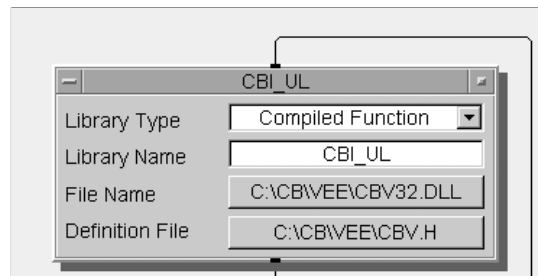 CBI_UL
Library Type Compiled Function
Library Name CBI_UL
File Name C:\CB\VEE\CBV32.DLL
Definition File C:\CB\VEE\CBV.H